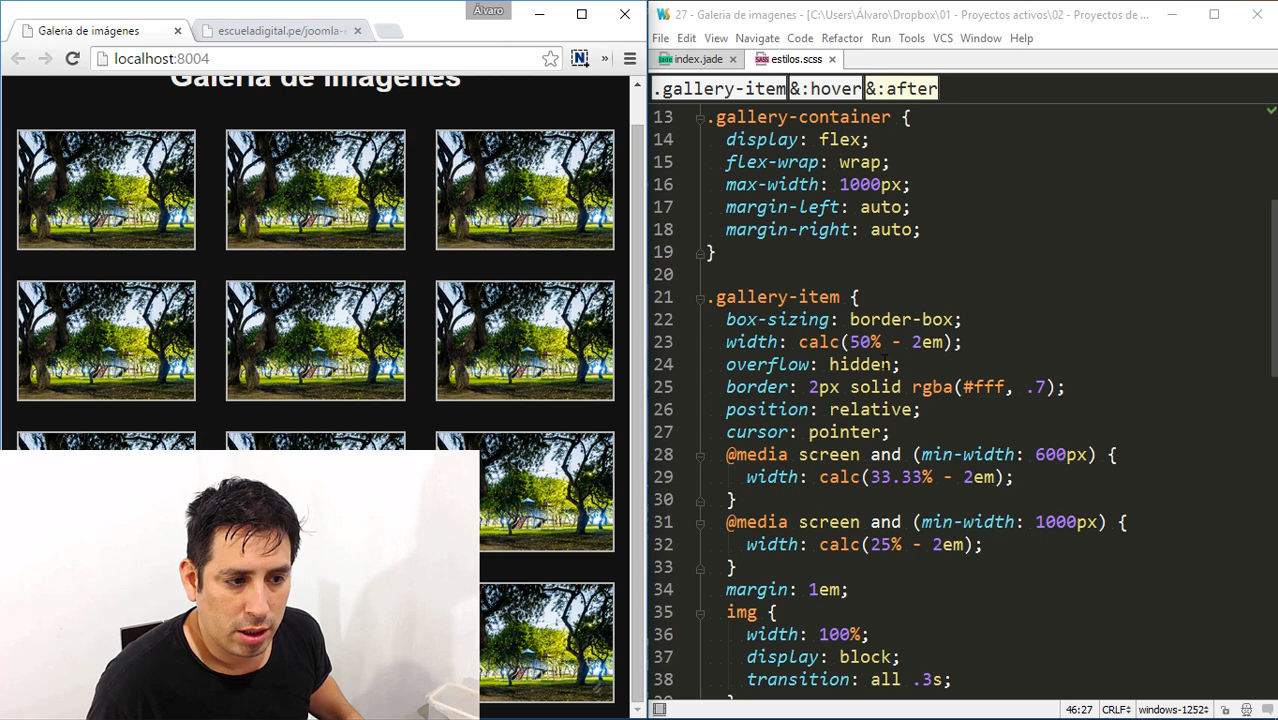 Álvaro
Galería de imágenes
escueladigital.pe/joomla-
localhost:8004
»
Galería de imágenes
27 - Galeria de imagenes - [C:\Users\Álvaro\Dropbox\01 - Proyectos activos\02 - Proyectos de ...
File Edit View Navigate Code Refactor Run Tools VCS Window Help
index.jade
estilos.scss
.gallery-item &:hover &:after
13 .gallery-container {
14 display: flex;
15 flex-wrap: wrap;
16 max-width: 1000px;
17 margin-left: auto;
18 margin-right: auto;
19 }
20
21 .gallery-item {
22 box-sizing: border-box;
23 width: calc(50% - 2em);
24 overflow: hidden;
25 border: 2px solid rgba(#fff, .7);
26 position: relative;
27 cursor: pointer;
28 @media screen and (min-width: 600px) {
29 width: calc(33.33% - 2em);
30 }
31 @media screen and (min-width: 1000px) {
32 width: calc(25% - 2em);
33 }
34 margin: 1em;
35 img {
36 width: 100%;
37 display: block;
38 transition: all .3s;
46:27 CRLF windows-1252